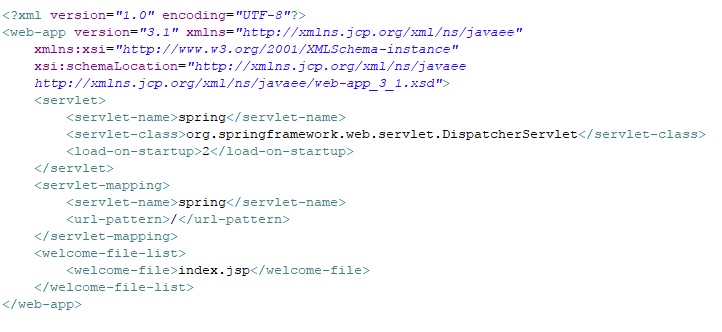 <?xml version="1.0" encoding="UTF-8"?>
<web-app version="3.1" xmlns="http://xmlns.jcp.org/xml/ns/javaee"
    xmlns:xsi="http://www.w3.org/2001/XMLSchema-instance"
    xsi:schemaLocation="http://xmlns.jcp.org/xml/ns/javaee
    http://xmlns.jcp.org/xml/ns/javaee/web-app_3_1.xsd">
    <servlet>
        <servlet-name>spring</servlet-name>
        <servlet-class>org.springframework.web.servlet.DispatcherServlet</servlet-class>
        <load-on-startup>2</load-on-startup>
    </servlet>
    <servlet-mapping>
        <servlet-name>spring</servlet-name>
        <url-pattern>/</url-pattern>
    </servlet-mapping>
    <welcome-file-list>
        <welcome-file>index.jsp</welcome-file>
    </welcome-file-list>
</web-app>